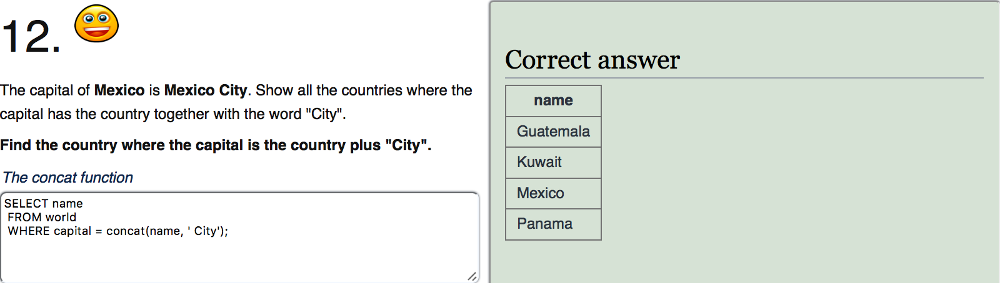 12.
The capital of Mexico is Mexico City. Show all the countries where the
capital has the country together with the word "City".
Find the country where the capital is the country plus "City".
The concat function
SELECT name
FROM world
WHERE capital = concat(name, ' City');
Correct answer
name
Guatemala
Kuwait
Mexico
Panama